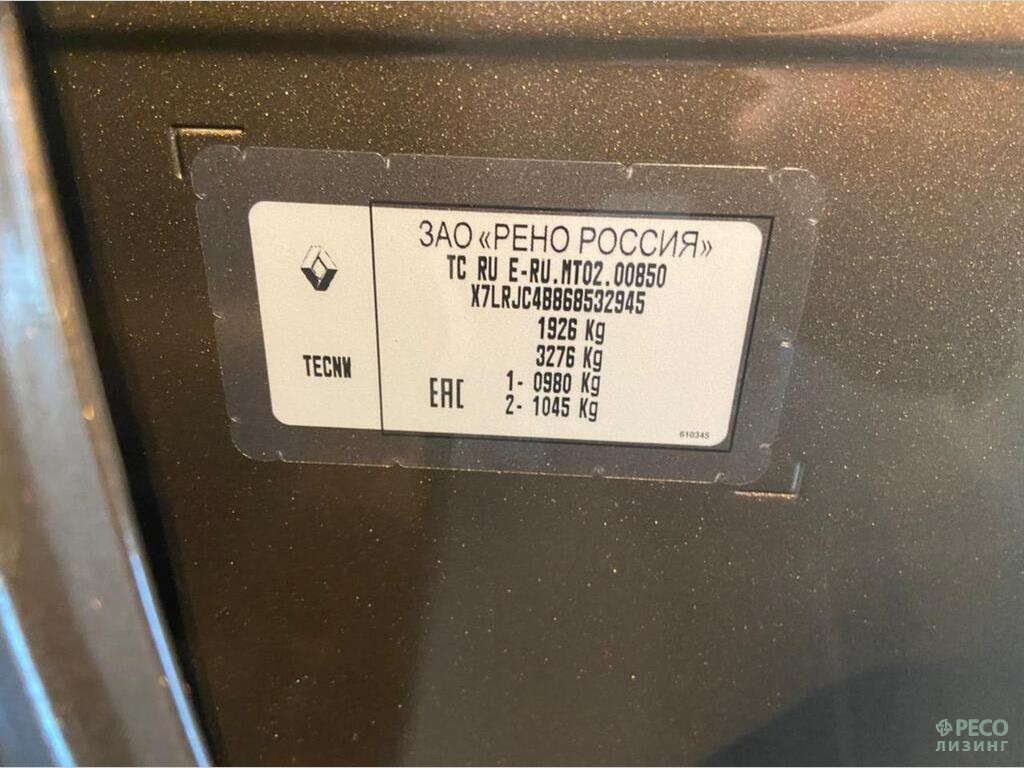 ЗАО «РЕНО РОССИЯ»
TC RU E-RU.MT02.00850
X7LRJC4B868532945
1926 Kg
3276 Kg
1- 0980 Kg
2- 1045 Kg
TECNW
EAC
610345
РЕСО
ЛИЗИНГ